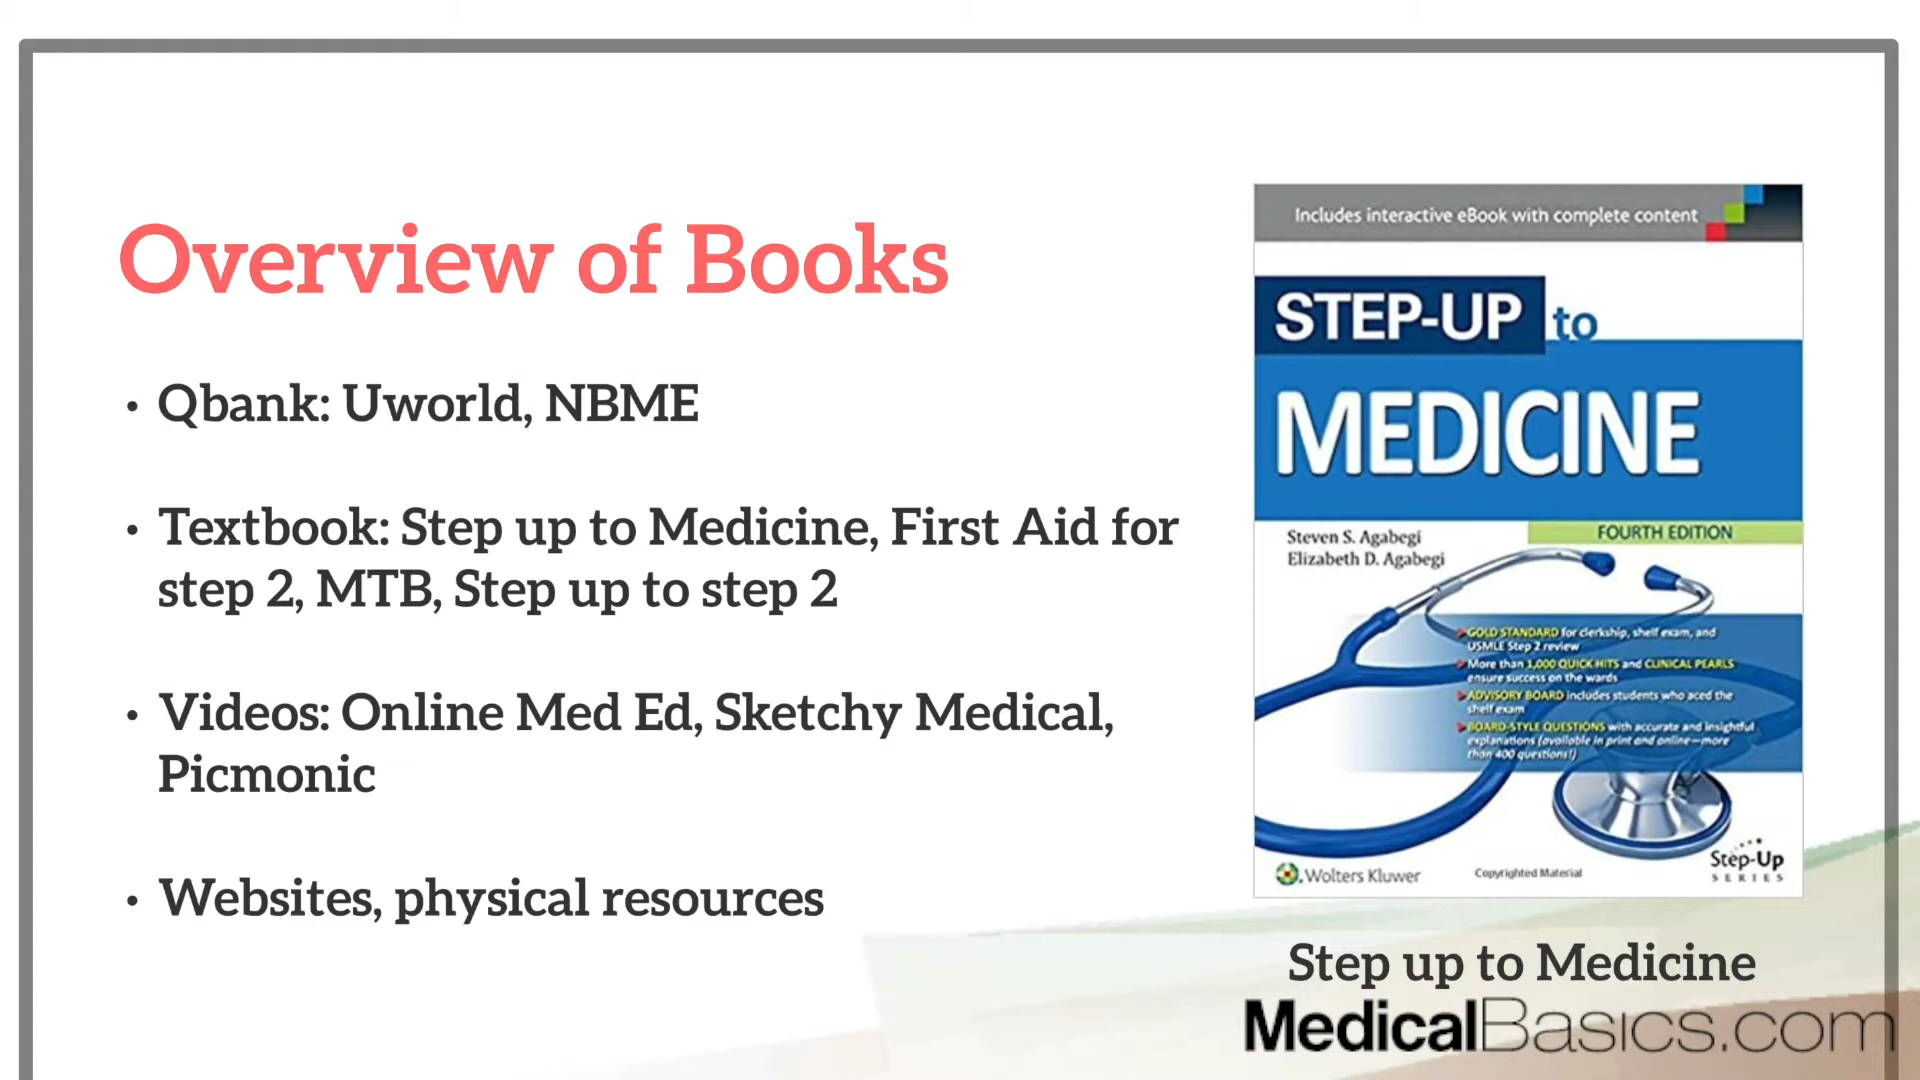 Overview of Books
• Qbank: Uworld, NBME
• Textbook: Step up to Medicine, First Aid for
step 2, MTB, Step up to step 2
• Videos: Online Med Ed, Sketchy Medical,
Picmonic
• Websites, physical resources
Includes interactive eBook with complete content
STEP-UP to
MEDICINE
FOURTH EDITION
Steven S. Agabegi
Elizabeth D. Agabegi
GOLD STANDARD for clerkship, shelf exam, and
USMLE Step 2 review
More than 1,000 QUICK HITS and CLINICAL PEARLS
ensure success on the wards
ADVISORY BOARD includes students who aced the
shelf exam
BOARD-STYLE QUESTIONS with accurate and insightful
explanations (available in print and online—more
than 400 questions!)
Wolters Kluwer
Copyrighted Material
Step-Up
SERIES
Step up to Medicine
MedicalBasics.com